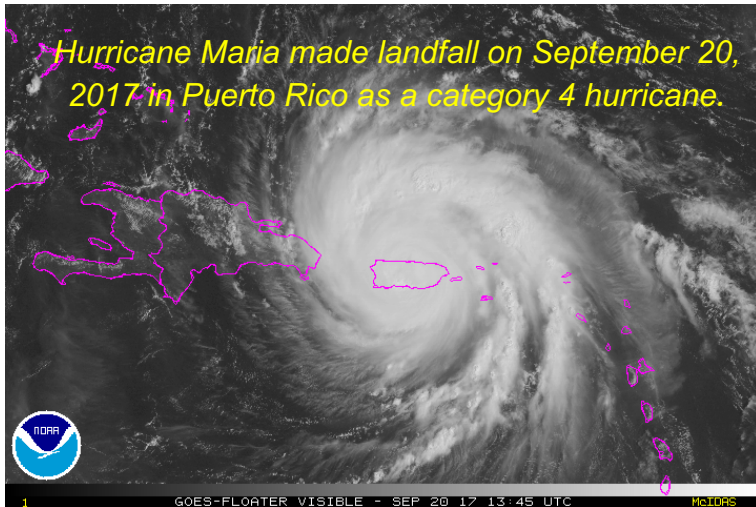 Hurricane Maria made landfall on September 20,
2017 in Puerto Rico as a category 4 hurricane.
NOAA
1 GOES-FLOATER VISIBLE - SEP 20 17 13:45 UTC McIDAS